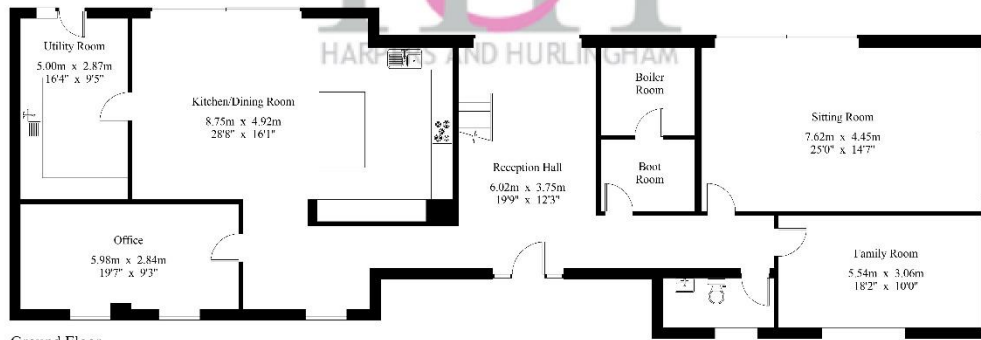 HARPERS AND HURLINGHAM
Utility Room
5.00m x 2.87m
16'4" x 9'5"
Kitchen/Dining Room
8.75m x 4.92m
28'8" x 16'1"
Boiler
Room
Sitting Room
7.62m x 4.45m
25'0" x 14'7"
Reception Hall
6.02m x 3.75m
19'9" x 12'3"
Boot
Room
Office
5.98m x 2.84m
19'7" x 9'3"
Family Room
5.54m x 3.06m
18'2" x 10'0"
Ground Floor